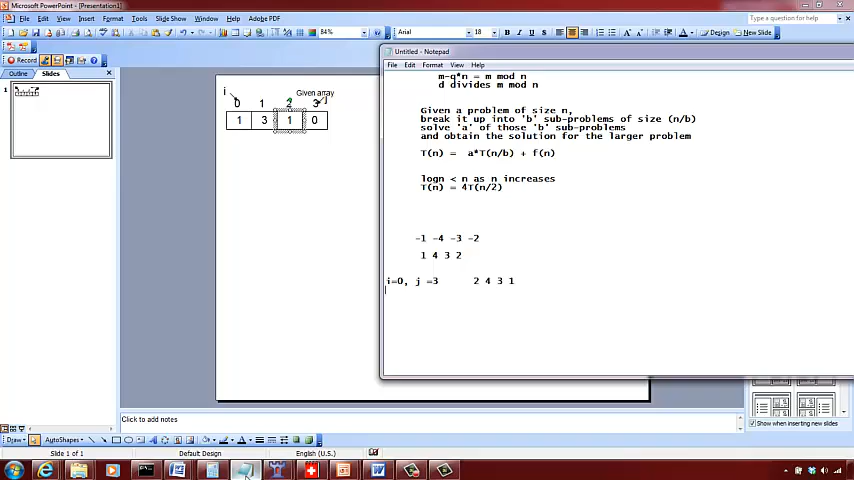 Microsoft PowerPoint - [Presentation1]
File Edit View Insert Format Tools Slide Show Window Help Adobe PDF
Type a question for help
84%
Arial
18
B I U S
Design New Slide
Outline Slides
1
i
Given array
0 1 2 3 j
1 3 1 0
Untitled - Notepad
File Edit Format View Help
m-q*n = m mod n
d divides m mod n
Given a problem of size n,
break it up into 'b' sub-problems of size (n/b)
solve 'a' of those 'b' sub-problems
and obtain the solution for the larger problem
T(n) = a*T(n/b) + f(n)
logn < n as n increases
T(n) = 4T(n/2)
-1 -4 -3 -2
1 4 3 2
i=0, j =3 2 4 3 1
Show when inserting new slides
Click to add notes
Draw AutoShapes
Slide 1 of 1
Default Design
English (U.S.)